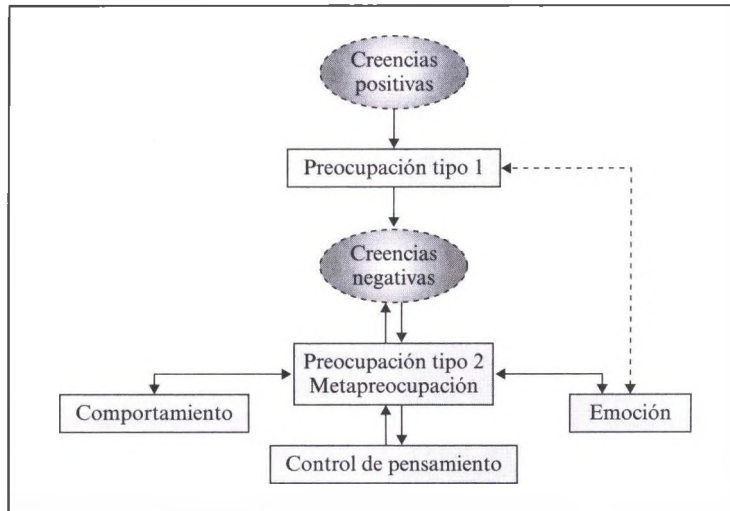 Creencias
positivas
Preocupación tipo 1
Creencias
negativas
Preocupación tipo 2
Metapreocupación
Comportamiento
Emoción
Control de pensamiento